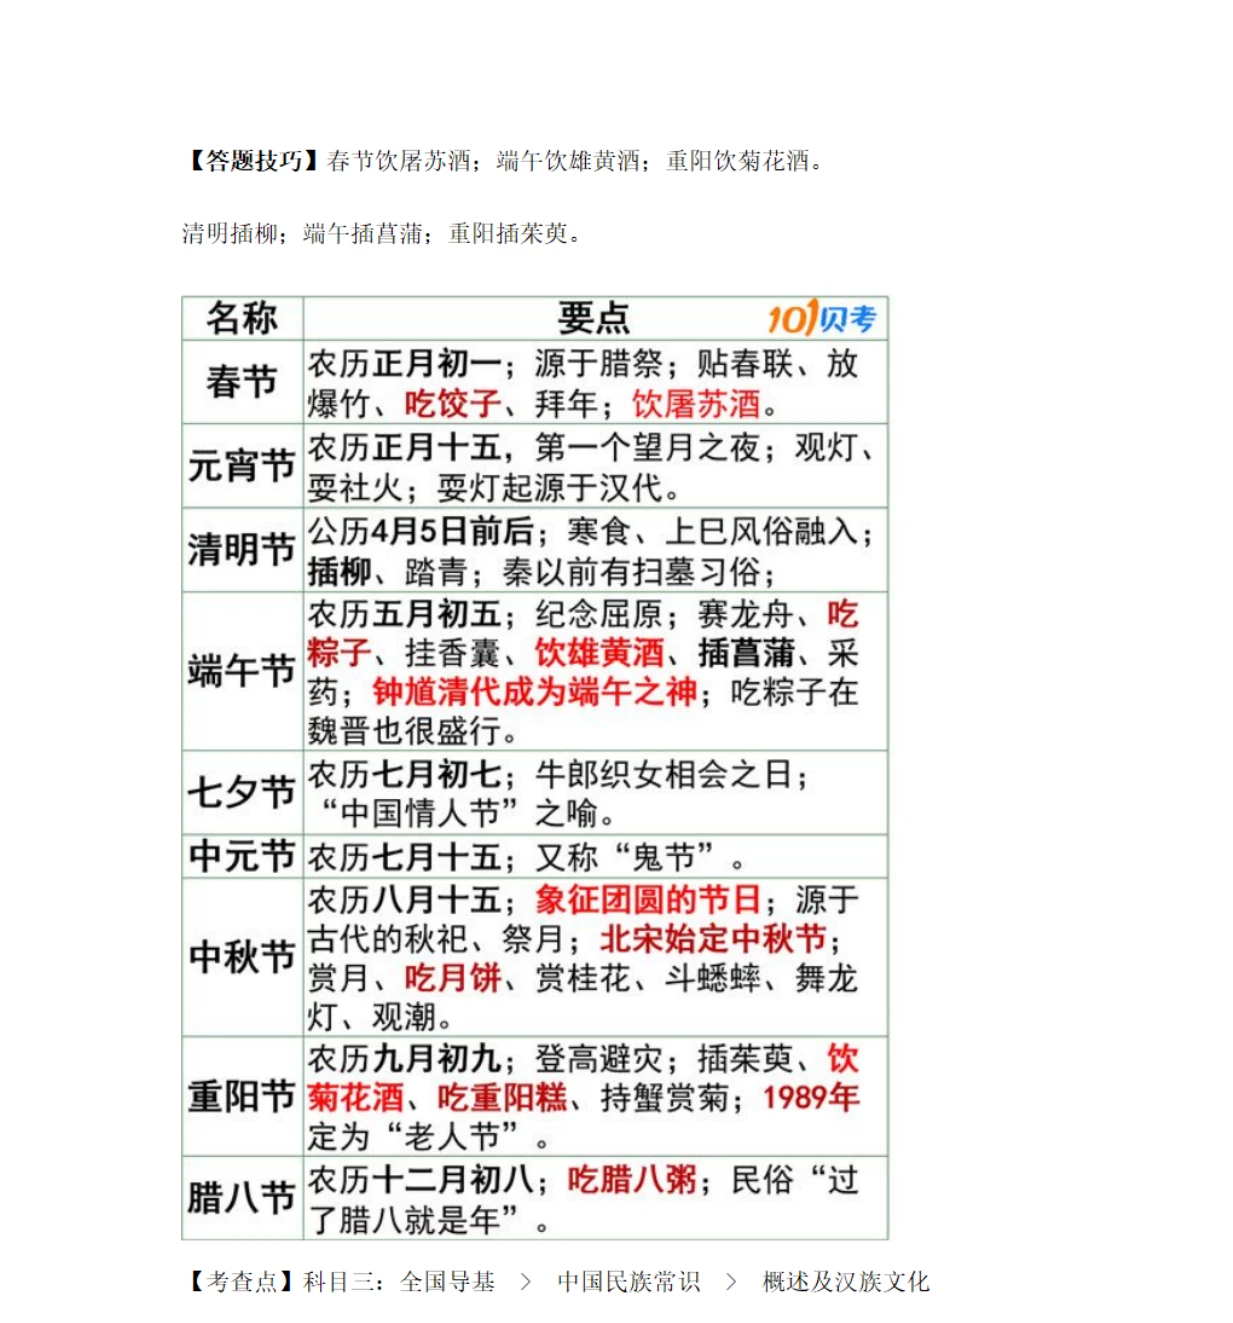 【答题技巧】春节饮屠苏酒；端午饮雄黄酒；重阳饮菊花酒。
清明插柳；端午插菖蒲；重阳插茱萸。
名称 要点 101贝考
春节
农历正月初一；源于腊祭；贴春联、放
爆竹、吃饺子、拜年；饮屠苏酒。
元宵节
农历正月十五，第一个望月之夜；观灯、
耍社火；耍灯起源于汉代。
清明节
公历4月5日前后；寒食、上巳风俗融入；
插柳、踏青；秦以前有扫墓习俗；
端午节
农历五月初五；纪念屈原；赛龙舟、吃
粽子、挂香囊、饮雄黄酒、插菖蒲、采
药；钟馗清代成为端午之神；吃粽子在
魏晋也很盛行。
七夕节
农历七月初七；牛郎织女相会之日；
“中国情人节”之喻。
中元节
农历七月十五；又称“鬼节”。
中秋节
农历八月十五；象征团圆的节日；源于
古代的秋祀、祭月；北宋始定中秋节；
赏月、吃月饼、赏桂花、斗蟋蟀、舞龙
灯、观潮。
重阳节
农历九月初九；登高避灾；插茱萸、饮
菊花酒、吃重阳糕、持蟹赏菊；1989年
定为“老人节”。
腊八节
农历十二月初八；吃腊八粥；民俗“过
了腊八就是年”。
【考查点】科目三：全国导基 > 中国民族常识 > 概述及汉族文化